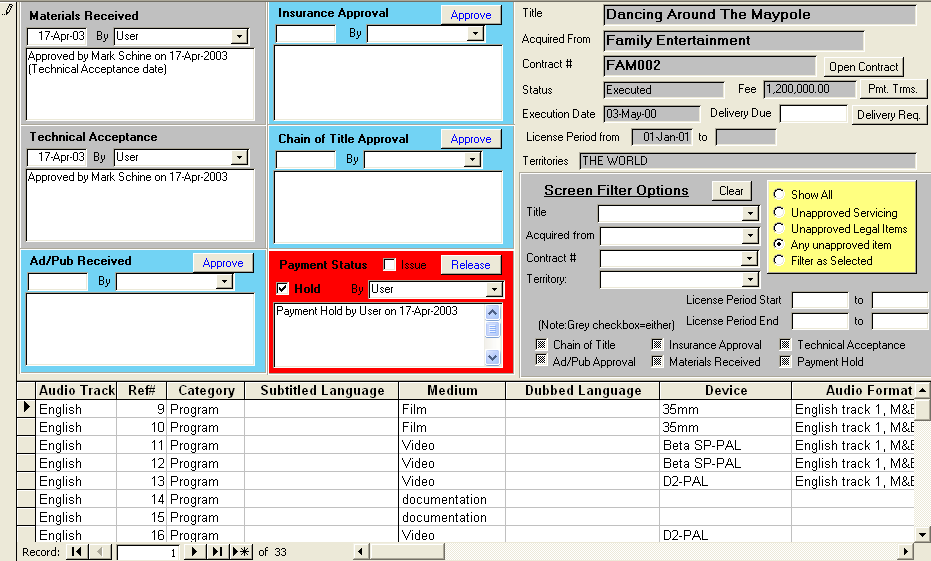 Materials Received
17-Apr-03 By User
Approved by Mark Schine on 17-Apr-2003
(Technical Acceptance date)
Technical Acceptance
17-Apr-03 By User
Approved by Mark Schine on 17-Apr-2003
Ad/Pub Received Approve
By
Insurance Approval Approve
By
Chain of Title Approval Approve
By
Payment Status Issue Release
Hold By User
Payment Hold by User on 17-Apr-2003
Title Dancing Around The Maypole
Acquired From Family Entertainment
Contract # FAM002 Open Contract
Status Executed Fee 1,200,000.00 Pmt. Trms.
Execution Date 03-May-00 Delivery Due Delivery Req.
License Period from 01-Jan-01 to
Territories THE WORLD
Screen Filter Options Clear
Title
Acquired from
Contract #
Territory:
Show All
Unapproved Servicing
Unapproved Legal Items
Any unapproved item
Filter as Selected
License Period Start to
(Note:Grey checkbox=either) License Period End to
Chain of Title Insurance Approval Technical Acceptance
Ad/Pub Approval Materials Received Payment Hold
Audio Track Ref# Category Subtitled Language Medium Dubbed Language Device Audio Format
English 9 Program Film 35mm English track 1, M&E
English 10 Program Film 35mm English track 1, M&E
English 11 Program Video Beta SP-PAL English track 1, M&E
English 12 Program Video Beta SP-PAL English track 1, M&E
English 13 Program Video D2-PAL English track 1, M&E
English 14 Program documentation
English 15 Program documentation
English 16 Program Video D2-PAL
Record: 1 of 33